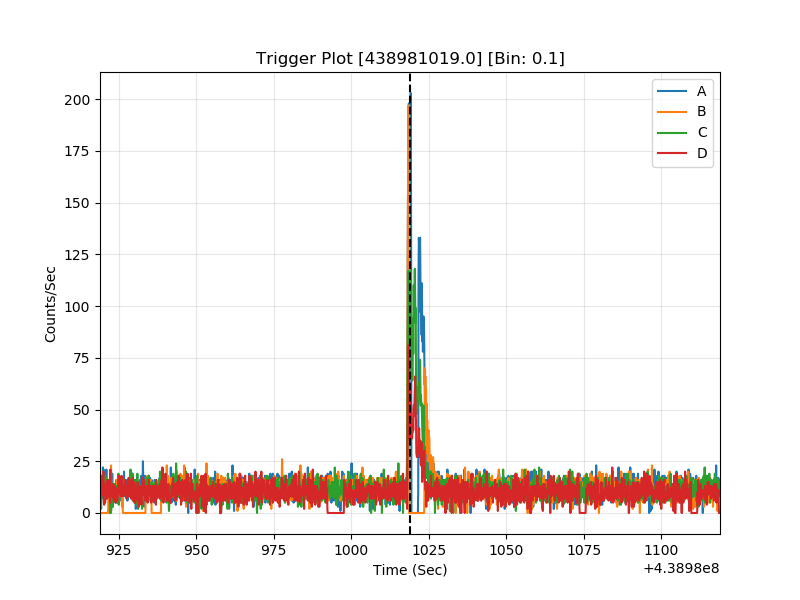 Trigger Plot [438981019.0] [Bin: 0.1]
200
175
150
125
100
75
50
25
0
Counts/Sec
A
B
C
D
925 950 975 1000 1025 1050 1075 1100
Time (Sec)
+4.3898e8